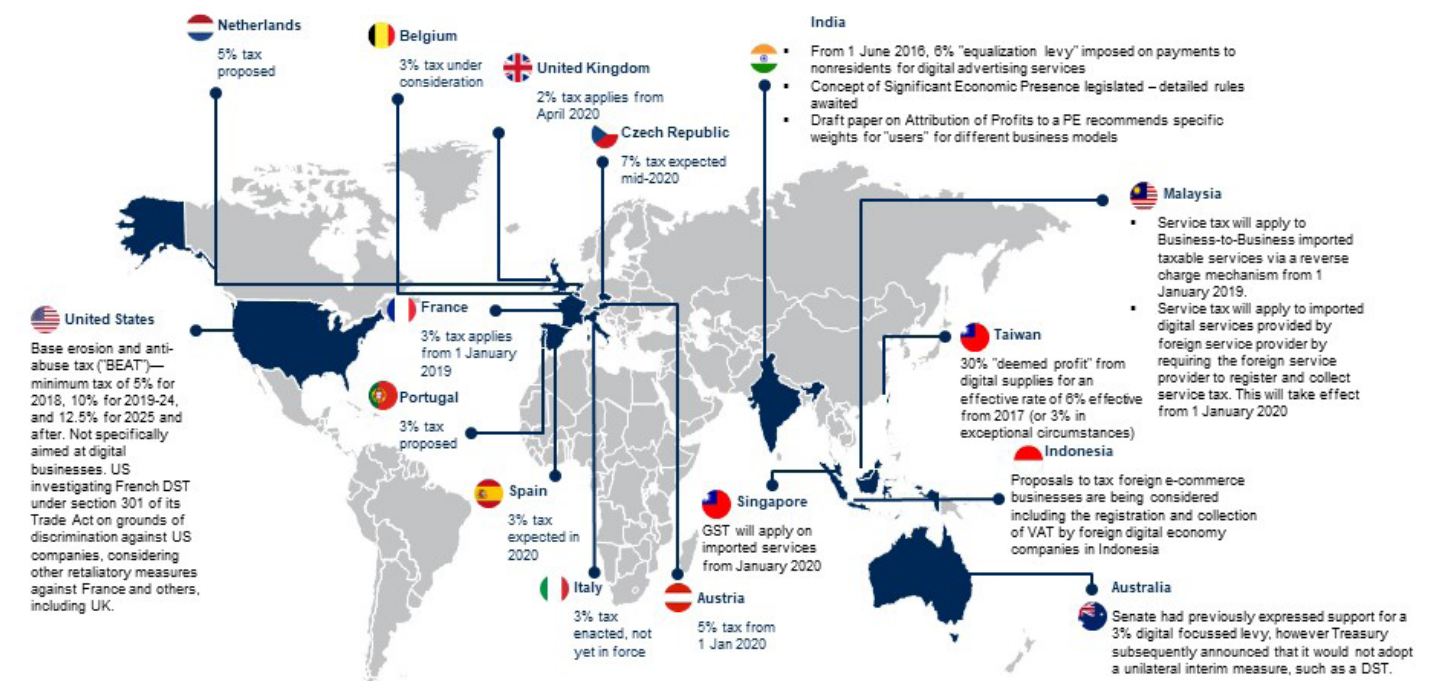 Netherlands
5% tax
proposed
Belgium
3% tax under
consideration
United Kingdom
2% tax applies from
April 2020
Czech Republic
7% tax expected
mid-2020
India
▪ From 1 June 2016, 6% "equalization levy" imposed on payments to
nonresidents for digital advertising services
▪ Concept of Significant Economic Presence legislated – detailed rules
awaited
▪ Draft paper on Attribution of Profits to a PE recommends specific
weights for "users" for different business models
Malaysia
▪ Service tax will apply to
Business-to-Business imported
taxable services via a reverse
charge mechanism from 1
January 2019.
▪ Service tax will apply to imported
digital services provided by
foreign service provider by
requiring the foreign service
provider to register and collect
service tax. This will take effect
from 1 January 2020
United States
Base erosion and anti-
abuse tax ("BEAT")—
minimum tax of 5% for
2018, 10% for 2019-24,
and 12.5% for 2025 and
after. Not specifically
aimed at digital
businesses. US
investigating French DST
under section 301 of its
Trade Act on grounds of
discrimination against US
companies, considering
other retaliatory measures
against France and others,
including UK.
France
3% tax applies
from 1 January
2019
Portugal
3% tax
proposed
Spain
3% tax
expected in
2020
Italy
3% tax
enacted, not
yet in force
Austria
5% tax from
1 Jan 2020
Taiwan
30% "deemed profit" from
digital supplies for an
effective rate of 6% effective
from 2017 (or 3% in
exceptional circumstances)
Singapore
GST will apply on
imported services
from January 2020
Indonesia
Proposals to tax foreign e-commerce
businesses are being considered
including the registration and collection
of VAT by foreign digital economy
companies in Indonesia
Australia
Senate had previously expressed support for a
3% digital focussed levy, however Treasury
subsequently announced that it would not adopt
a unilateral interim measure, such as a DST.